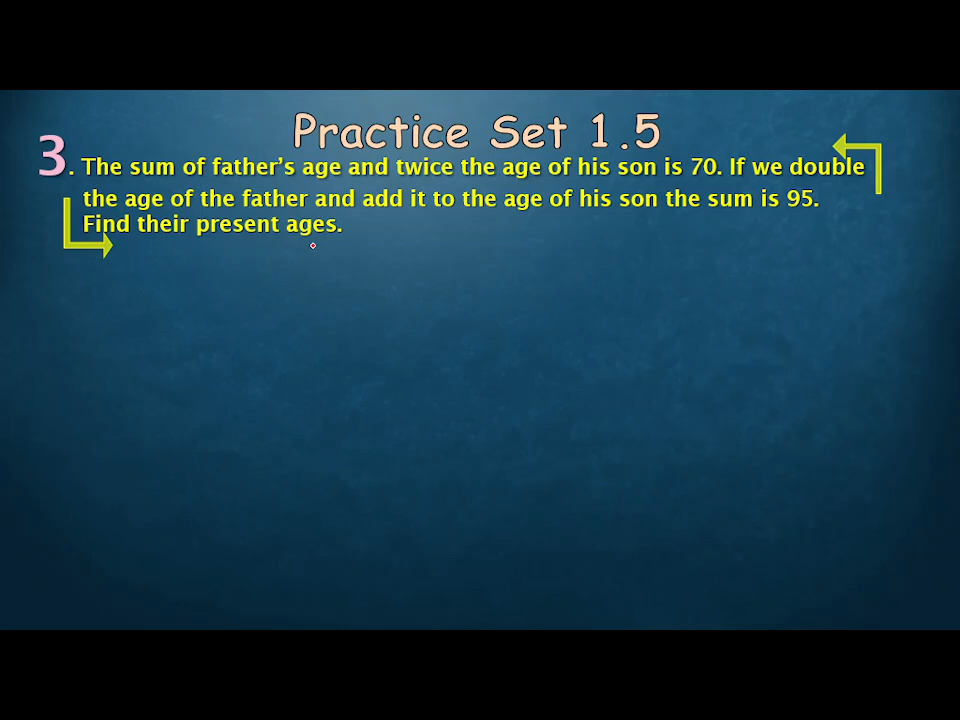 Practice Set 1.5
3. The sum of father's age and twice the age of his son is 70. If we double
the age of the father and add it to the age of his son the sum is 95.
Find their present ages.